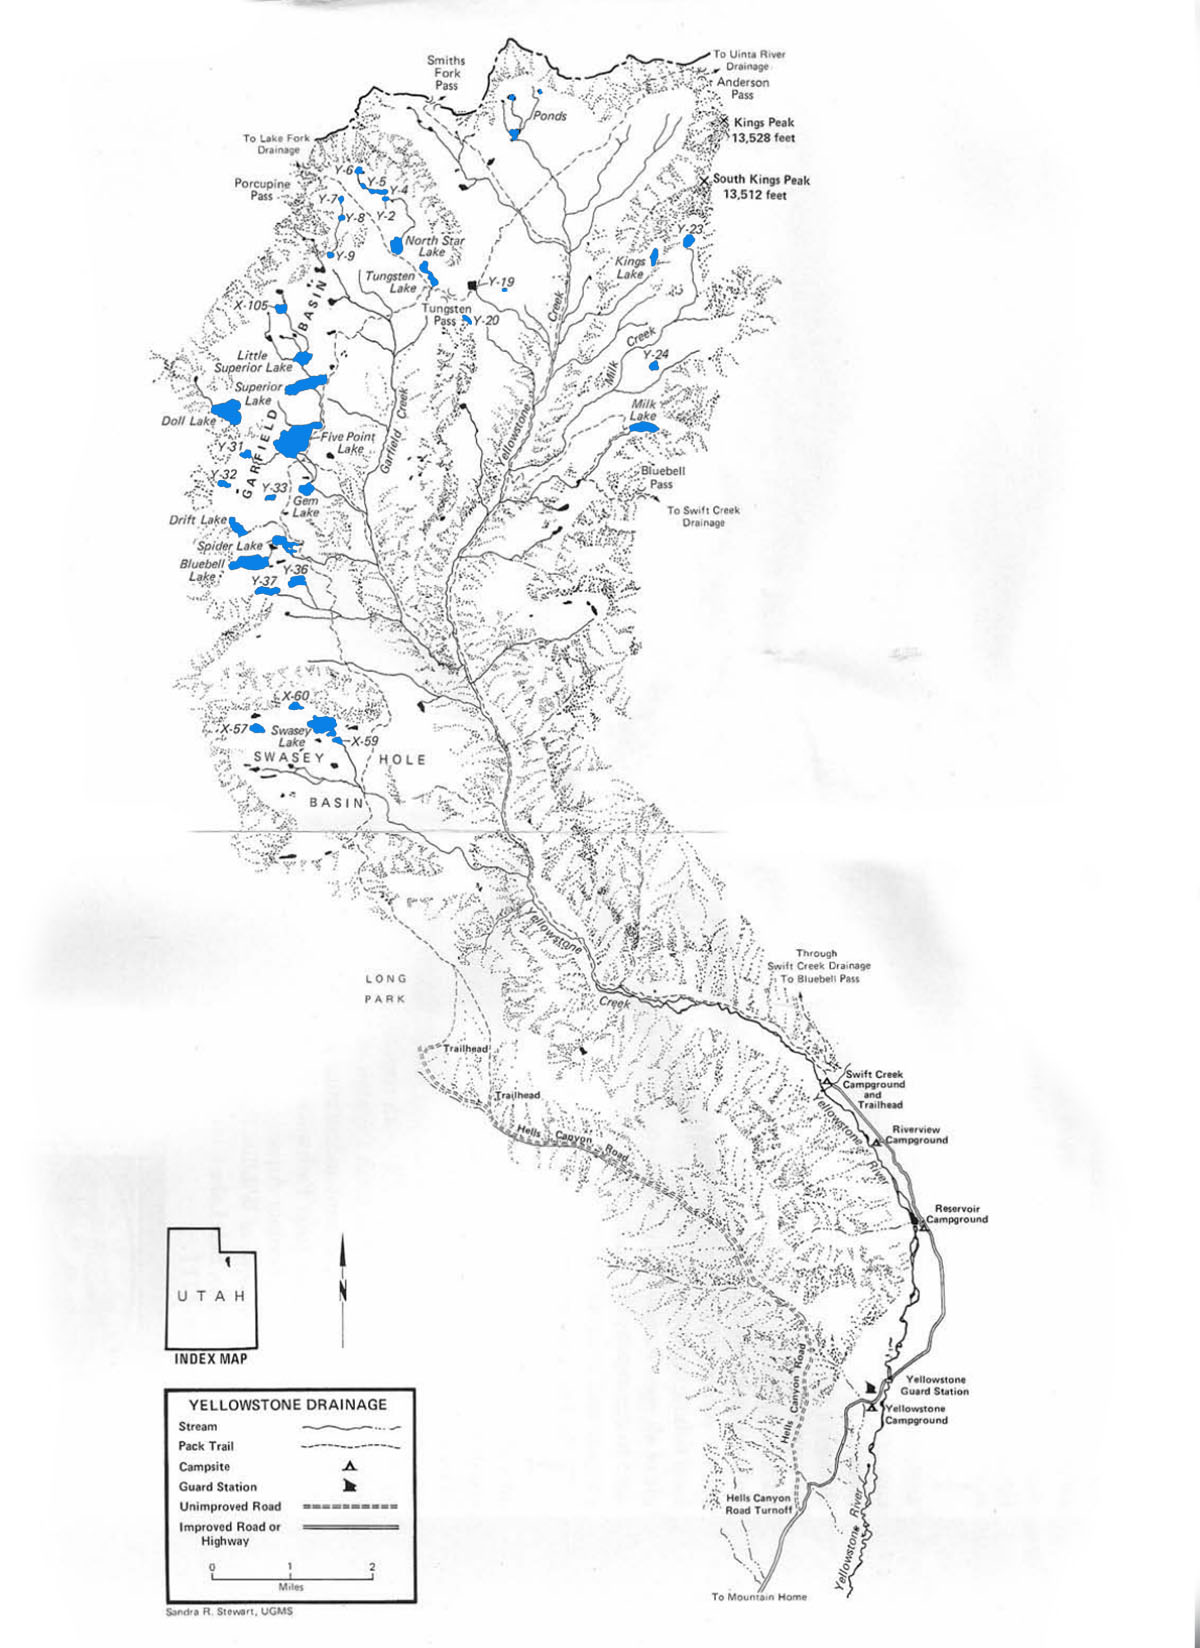 Smiths
Fork
Pass
To Uinta River
Drainage
Anderson
Pass
Ponds
Kings Peak
13,528 feet
To Lake Fork
Drainage
Porcupine
Pass
South Kings Peak
13,512 feet
Y-6
Y-5
Y-4
Y-7
Y-8
Y-2
Y-9
North Star
Lake
Y-23
Kings
Lake
Tungsten
Lake
Y-19
X-105
BASIN
Tungsten
Pass
Y-20
Creek
Milk Creek
Y-24
Little
Superior Lake
Superior
Lake
Doll Lake
GARFIELD
Garfield Creek
Yellowstone
Milk
Lake
Five Point
Lake
Y-31
Y-32
Y-33
Gem
Lake
Bluebell
Pass
To Swift Creek
Drainage
Drift Lake
Spider Lake
Bluebell
Lake
Y-36
Y-37
X-60
X-57
Swasey
Lake
X-59
SWASEY HOLE
BASIN
Yellowstone
Creek
LONG
PARK
Through
Swift Creek Drainage
To Bluebell Pass
Trailhead
Trailhead
Hells Canyon Road
Swift Creek
Campground
and
Trailhead
Yellowstone River
Riverview
Campground
Reservoir
Campground
UTAH
INDEX MAP
N
Hells Canyon Road
Yellowstone
Guard Station
Yellowstone
Campground
Hells Canyon
Road Turnoff
Yellowstone River
To Mountain Home
YELLOWSTONE DRAINAGE
Stream
Pack Trail
Campsite
Guard Station
Unimproved Road
Improved Road or
Highway
0 1 2
Miles
Sandra R. Stewart, UGMS